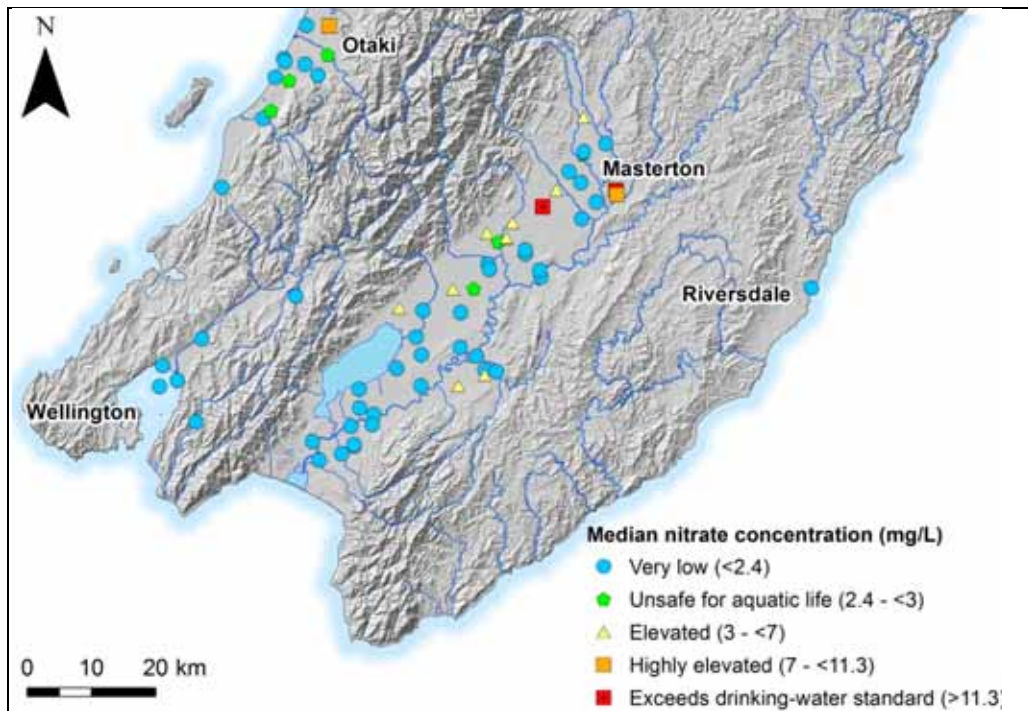 N
Otaki
Masterton
Riversdale
Wellington
Median nitrate concentration (mg/L)
Very low (<2.4)
Unsafe for aquatic life (2.4 - <3)
Elevated (3 - <7)
Highly elevated (7 - <11.3)
Exceeds drinking-water standard (>11.3)
0 10 20 km